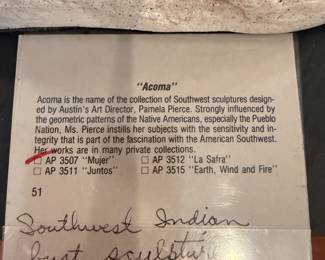 "Acoma"
Acoma is the name of the collection of Southwest sculptures design-
ed by Austin's Art Director, Pamela Pierce. Strongly influenced by
the geometric patterns of the Native Americans, especially the Pueblo
Nation, Ms. Pierce instills her subjects with the sensitivity and in-
tegrity that is part of the fascination with the American Southwest.
Her works are in many private collections.
☐ AP 3507 "Mujer" ☐ AP 3512 "La Safra"
☐ AP 3511 "Juntos" ☐ AP 3515 "Earth, Wind and Fire"
51
Southwest Indian
bust sculpture